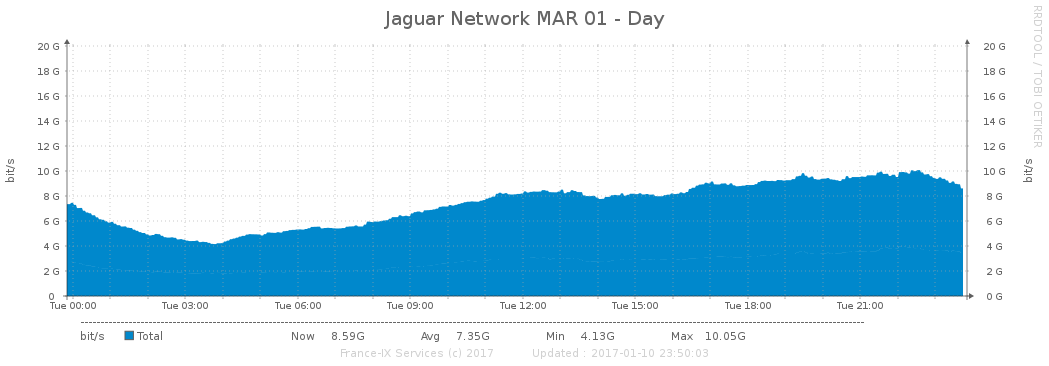 Jaguar Network MAR 01 - Day
RRDTOOL / TOBI OETIKER
bit/s
bit/s
20 G 20 G
18 G 18 G
16 G 16 G
14 G 14 G
12 G 12 G
10 G 10 G
8 G 8 G
6 G 6 G
4 G 4 G
2 G 2 G
0 0 G
Tue 00:00 Tue 03:00 Tue 06:00 Tue 09:00 Tue 12:00 Tue 15:00 Tue 18:00 Tue 21:00
bit/s Total Now 8.59G Avg 7.35G Min 4.13G Max 10.05G
France-IX Services (c) 2017 Updated : 2017-01-10 23:50:03